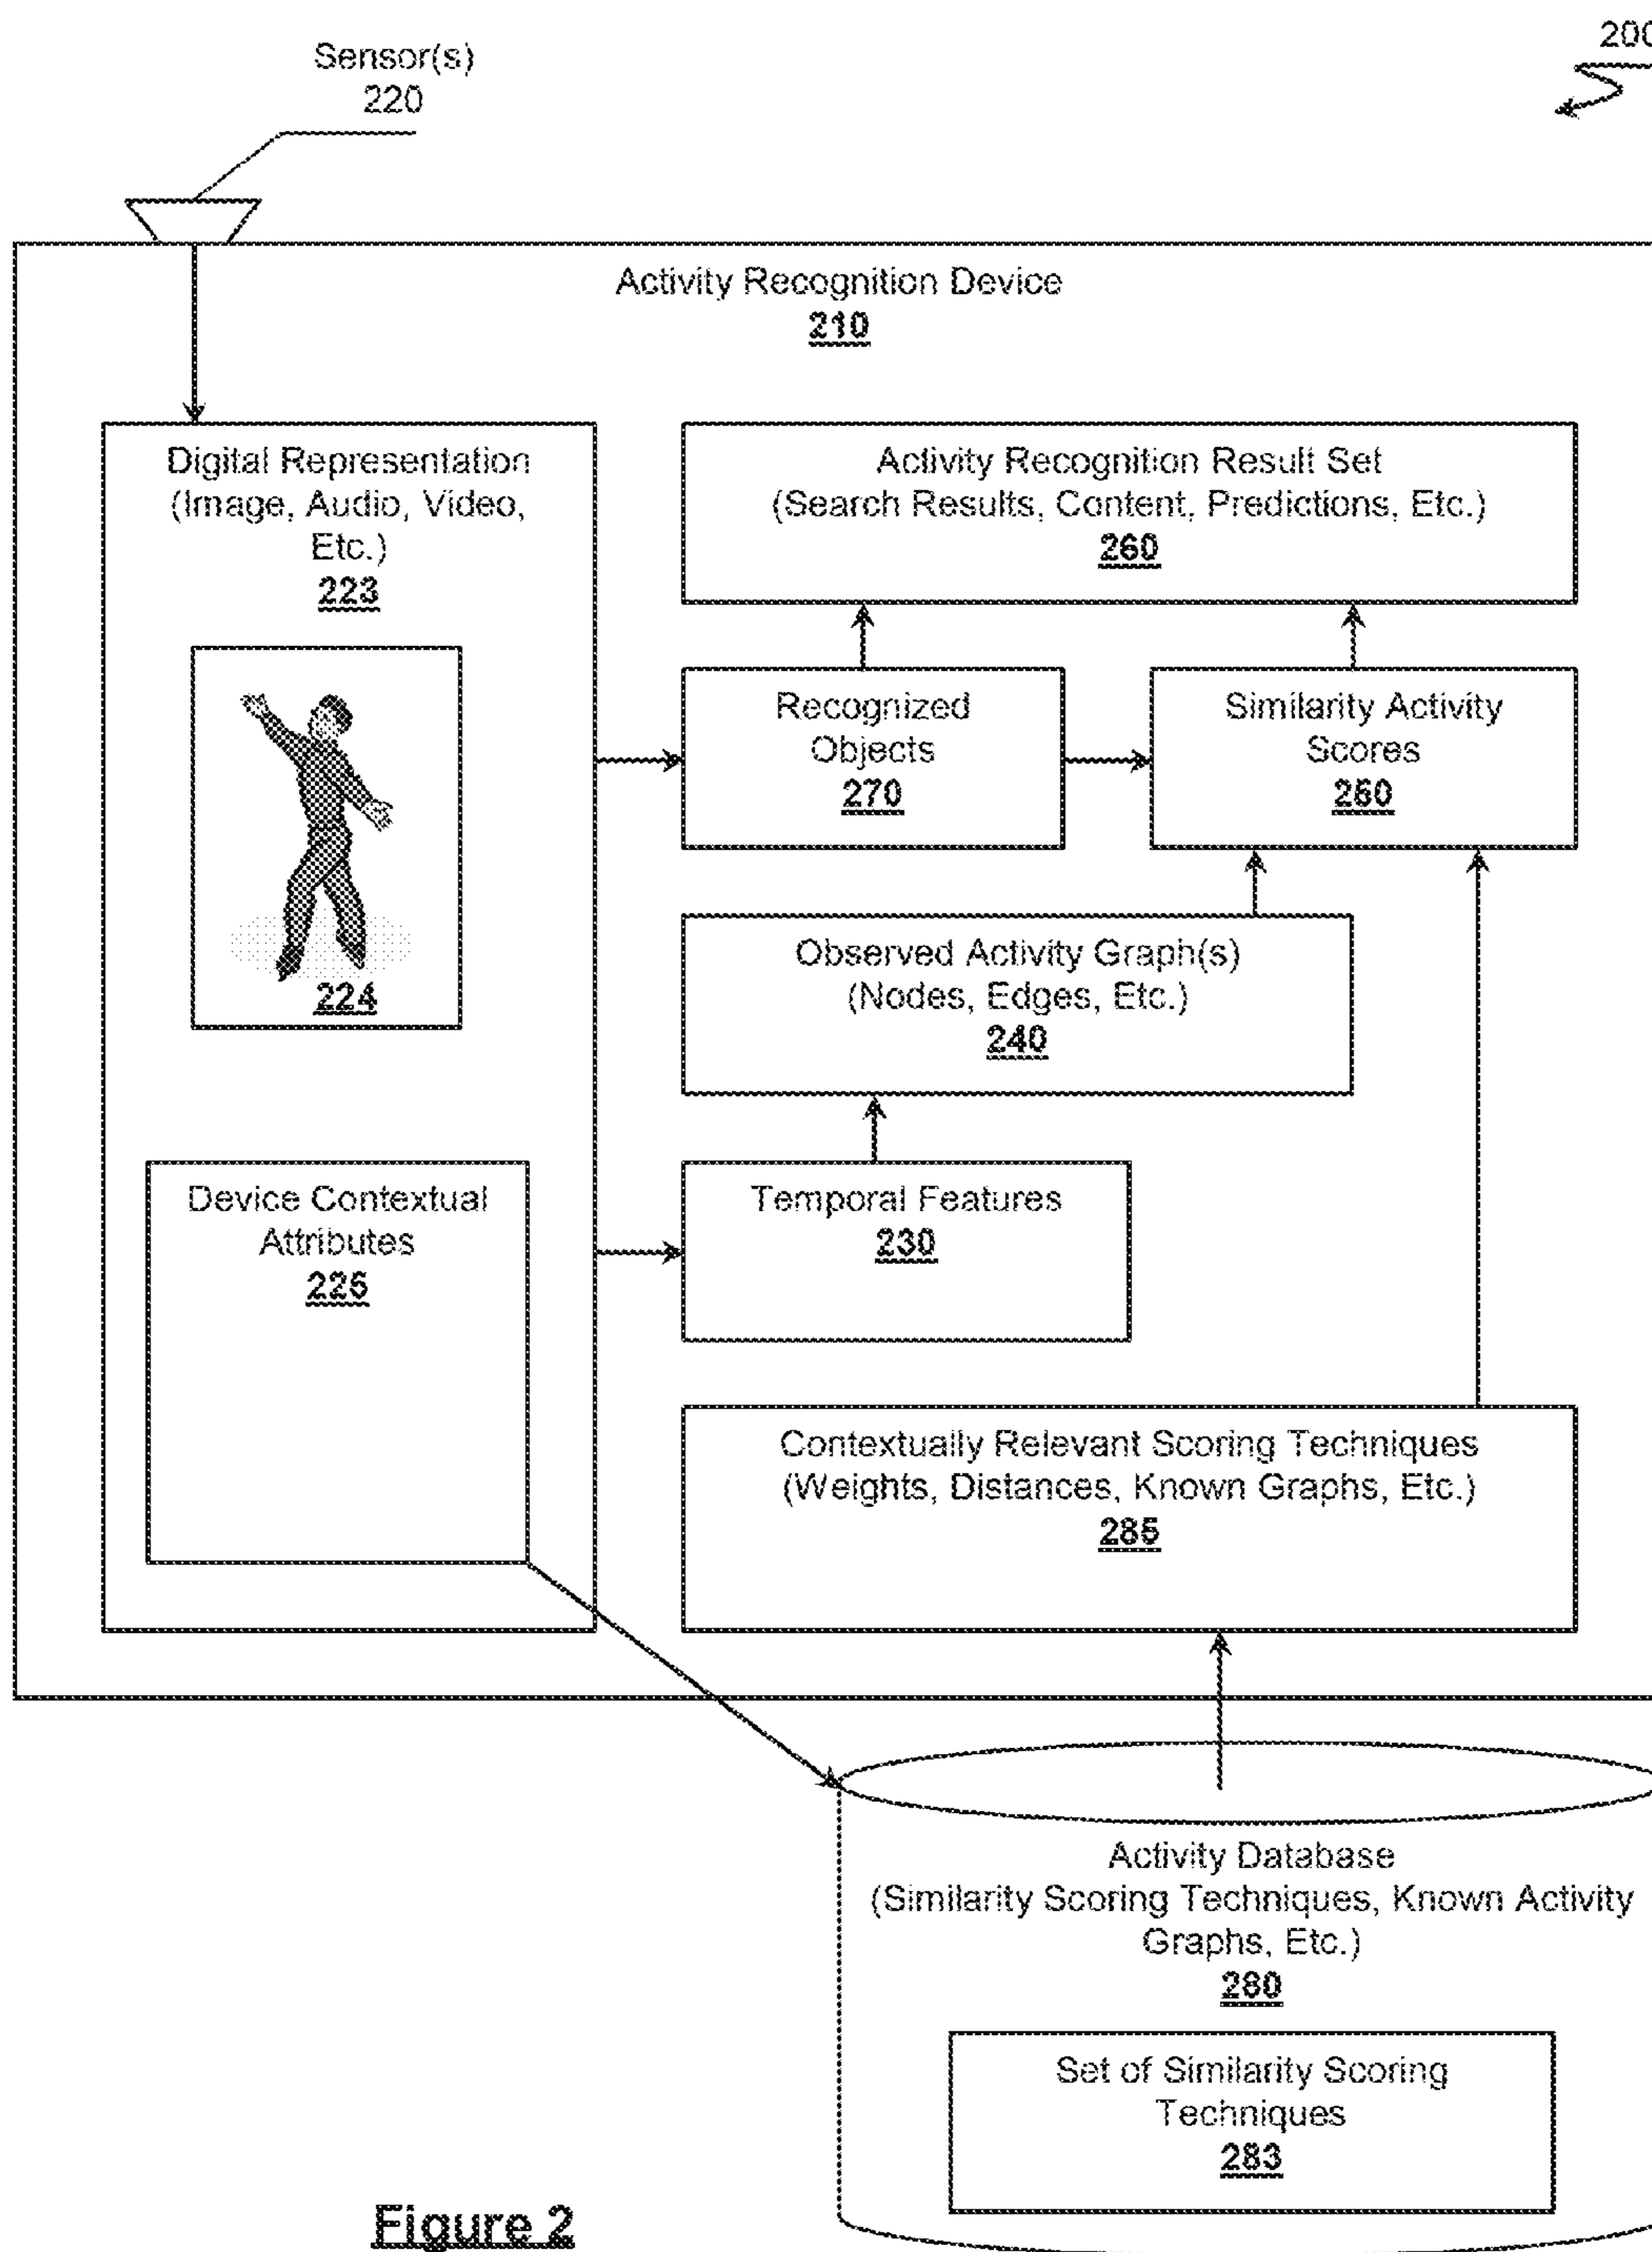 200
Sensor(s)
220
Activity Recognition Device
210
Digital Representation
(Image, Audio, Video,
Etc.)
223
224
Device Contextual
Attributes
225
Activity Recognition Result Set
(Search Results, Content, Predictions, Etc.)
260
Recognized
Objects
270
Similarity Activity
Scores
250
Observed Activity Graph(s)
(Nodes, Edges, Etc.)
240
Temporal Features
230
Contextually Relevant Scoring Techniques
(Weights, Distances, Known Graphs, Etc.)
285
Activity Database
(Similarity Scoring Techniques, Known Activity
Graphs, Etc.)
280
Set of Similarity Scoring
Techniques
283
Figure 2